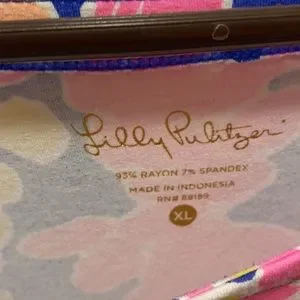 Lilly Pulitzer
93% RAYON 7% SPANDEX
MADE IN INDONESIA
RN# 88189
XL